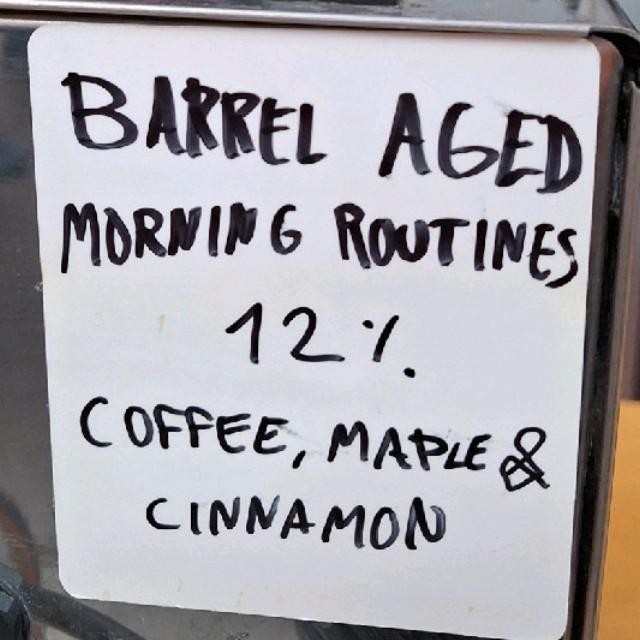 BARREL AGED
MORNING ROUTINES
12%
COFFEE, MAPLE &
CINNAMON